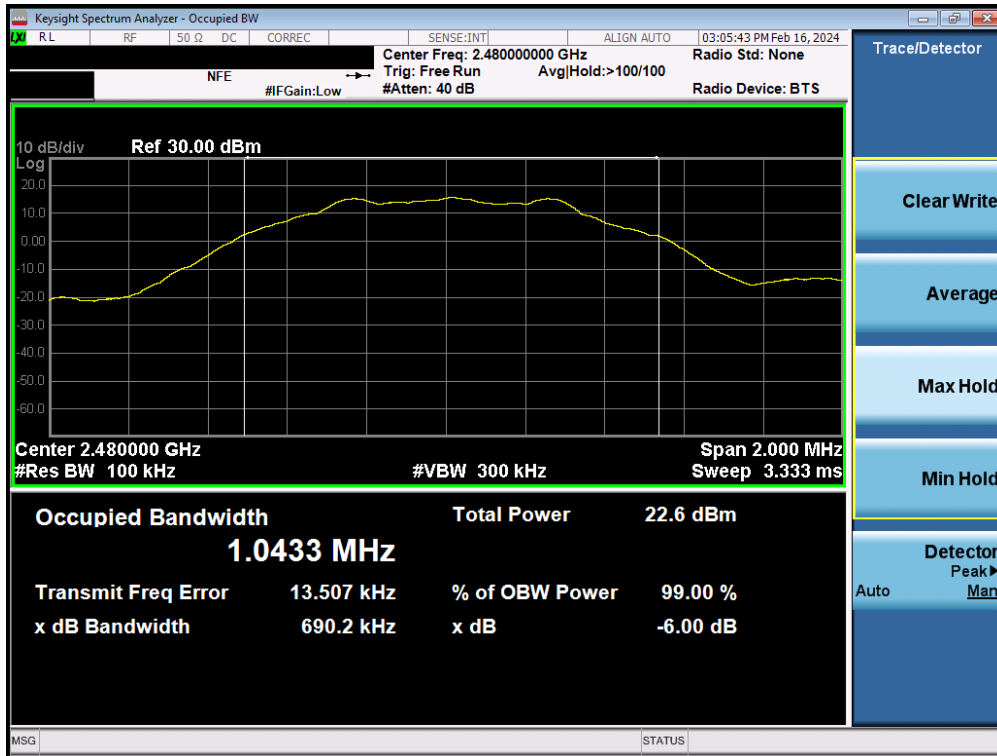 Keysight Spectrum Analyzer - Occupied BW
LXI RL RF 50 Ω DC CORREC SENSE:INT ALIGN AUTO 03:05:43 PM Feb 16, 2024
Center Freq: 2.480000000 GHz Radio Std: None
NFE Trig: Free Run Avg|Hold:>100/100
#IFGain:Low #Atten: 40 dB Radio Device: BTS
Trace/Detector
10 dB/div Ref 30.00 dBm
Log
20.0
10.0
0.00
-10.0
-20.0
-30.0
-40.0
-50.0
-60.0
Center 2.480000 GHz Span 2.000 MHz
#Res BW 100 kHz #VBW 300 kHz Sweep 3.333 ms
Occupied Bandwidth Total Power 22.6 dBm
1.0433 MHz
Transmit Freq Error 13.507 kHz % of OBW Power 99.00 %
x dB Bandwidth 690.2 kHz x dB -6.00 dB
Clear Write
Average
Max Hold
Min Hold
Detector
Peak▶
Auto Man
MSG STATUS